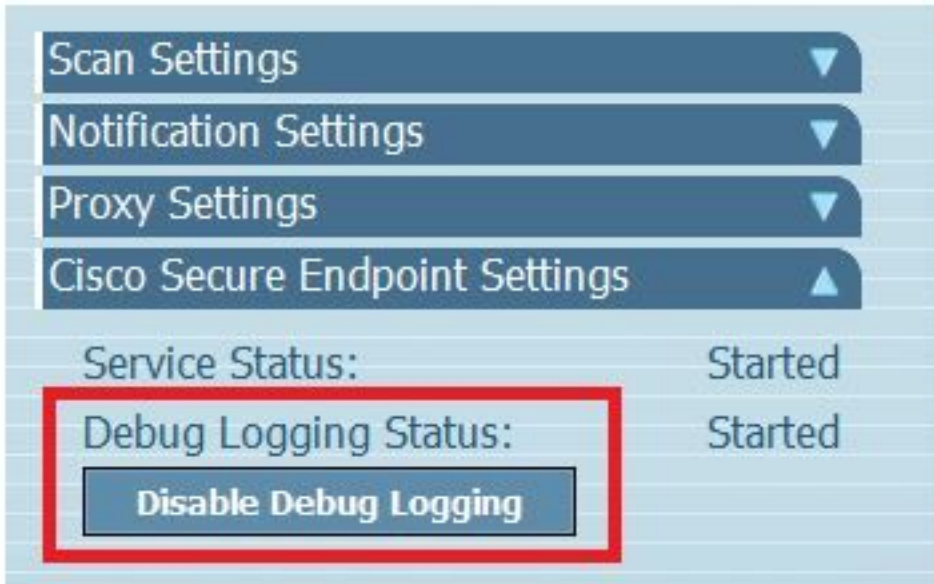 Scan Settings
Notification Settings
Proxy Settings
Cisco Secure Endpoint Settings
Service Status: Started
Debug Logging Status: Started
Disable Debug Logging